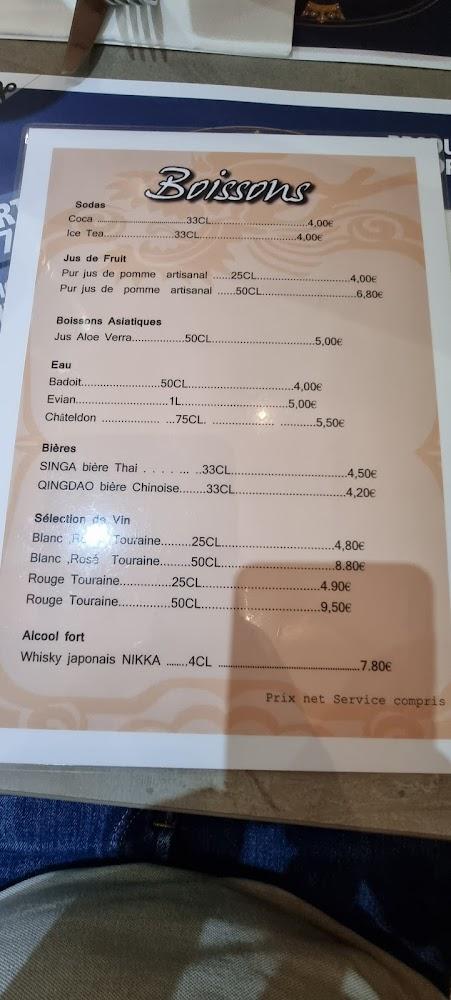 Boissons
Sodas
Coca ................................33CL................................4,00€
Ice Tea................33CL................................4,00€
Jus de Fruit
Pur jus de pomme artisanal ......25CL............................4,00€
Pur jus de pomme artisanal .....50CL.............................6,80€
Boissons Asiatiques
Jus Aloe Verra................50CL................................5,00€
Eau
Badoit........................50CL................................4,00€
Evian............................1L................................5,00€
Châteldon ................. ...75CL. .................... ............5,50€
Bières
SINGA bière Thai . . . . ... ..33CL...................................4,50€
QINGDAO bière Chinoise.......33CL..................................4,20€
Sélection de Vin
Blanc ,Rosé Touraine.........25CL..................................4,80€
Blanc ,Rosé Touraine.........50CL..................................8.80€
Rouge Touraine...............25CL...................................4.90€
Rouge Touraine...............50CL...................................9,50€
Alcool fort
Whisky japonais NIKKA ........4CL ..........................................7.80€
Prix net Service compris